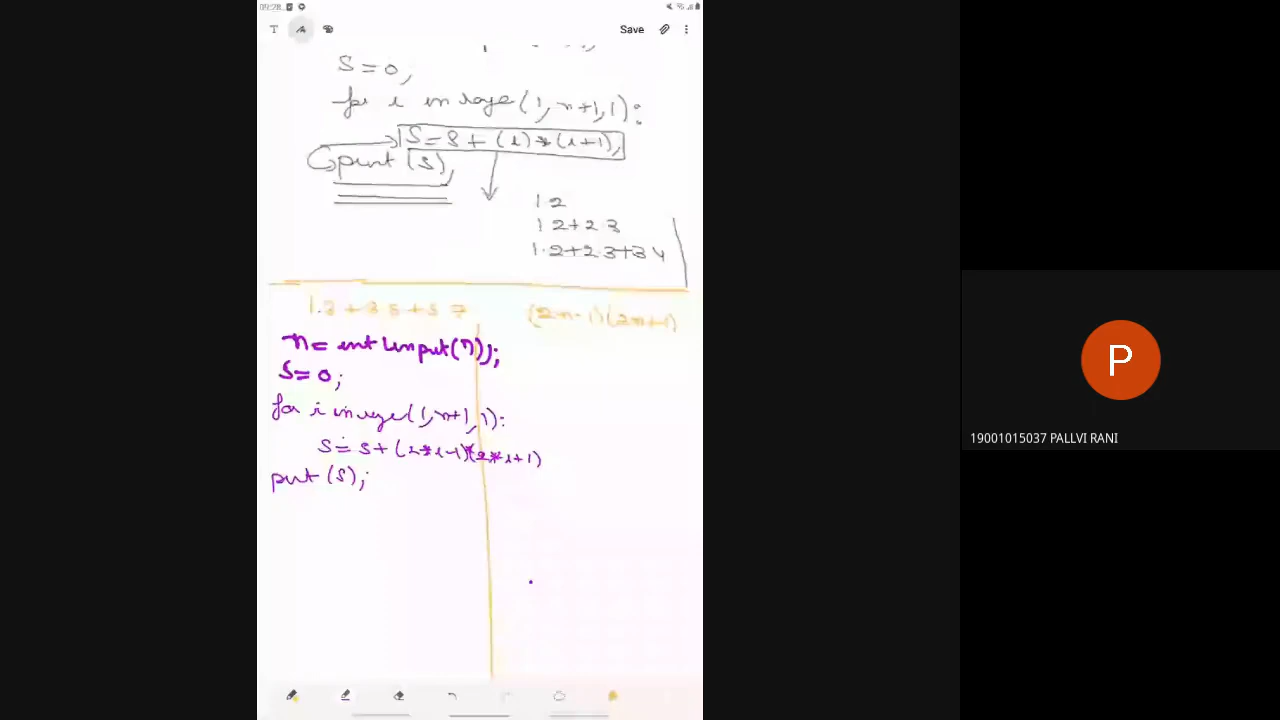 09:28
T
Save
S=0,
for i in range(1, n+1,1):
S=S + (i)*(i+1),
print (S),
1 2
1 2+2 3
1.2+2.3+3 4
1.3+3 5+5 7 (2n-1)(2n+1)
n= int(input(n));
S=0;
for i in range(1,n+1,1):
S=S+(2*i-1)*(2*i+1)
print (S);
P
19001015037 PALLVI RANI